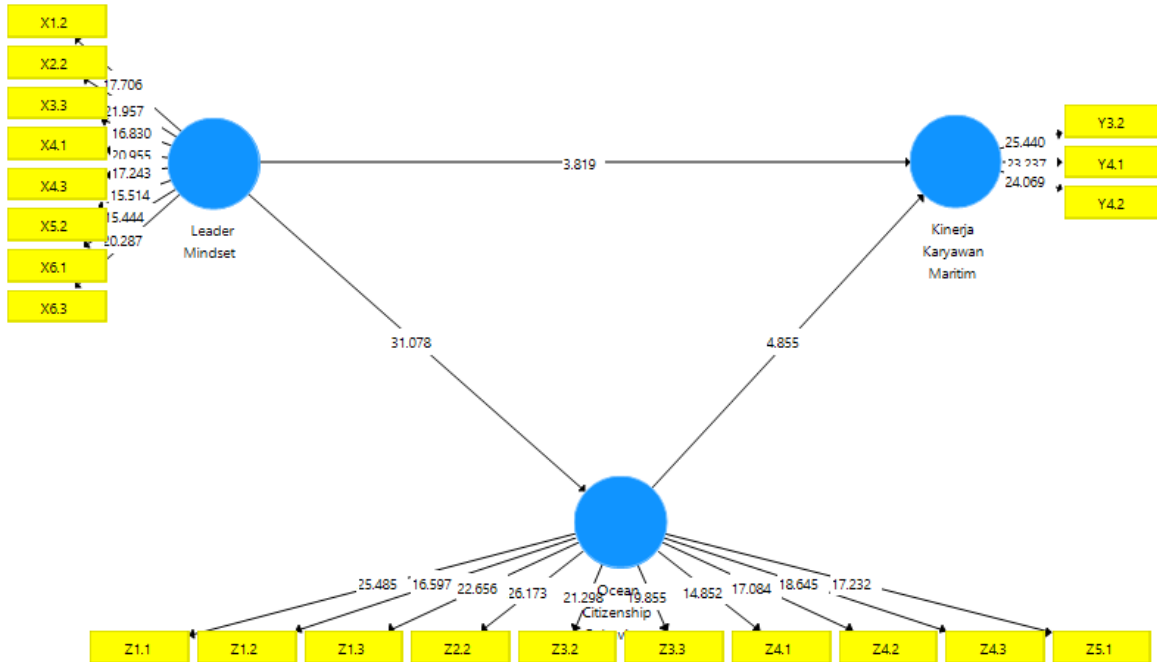 X1.2
X2.2
X3.3
X4.1
X4.3
X5.2
X6.1
X6.3
17.706
21.957
16.830
20.955
17.243
15.514
15.444
20.287
Leader
Mindset
3.819
31.078
4.855
25.440
23.237
24.069
Kinerja
Karyawan
Maritim
Y3.2
Y4.1
Y4.2
25.485
16.597
22.656
26.173
21.298
19.855
14.852
17.084
18.645
17.232
Ocean
Citizenship
Z1.1
Z1.2
Z1.3
Z2.2
Z3.2
Z3.3
Z4.1
Z4.2
Z4.3
Z5.1